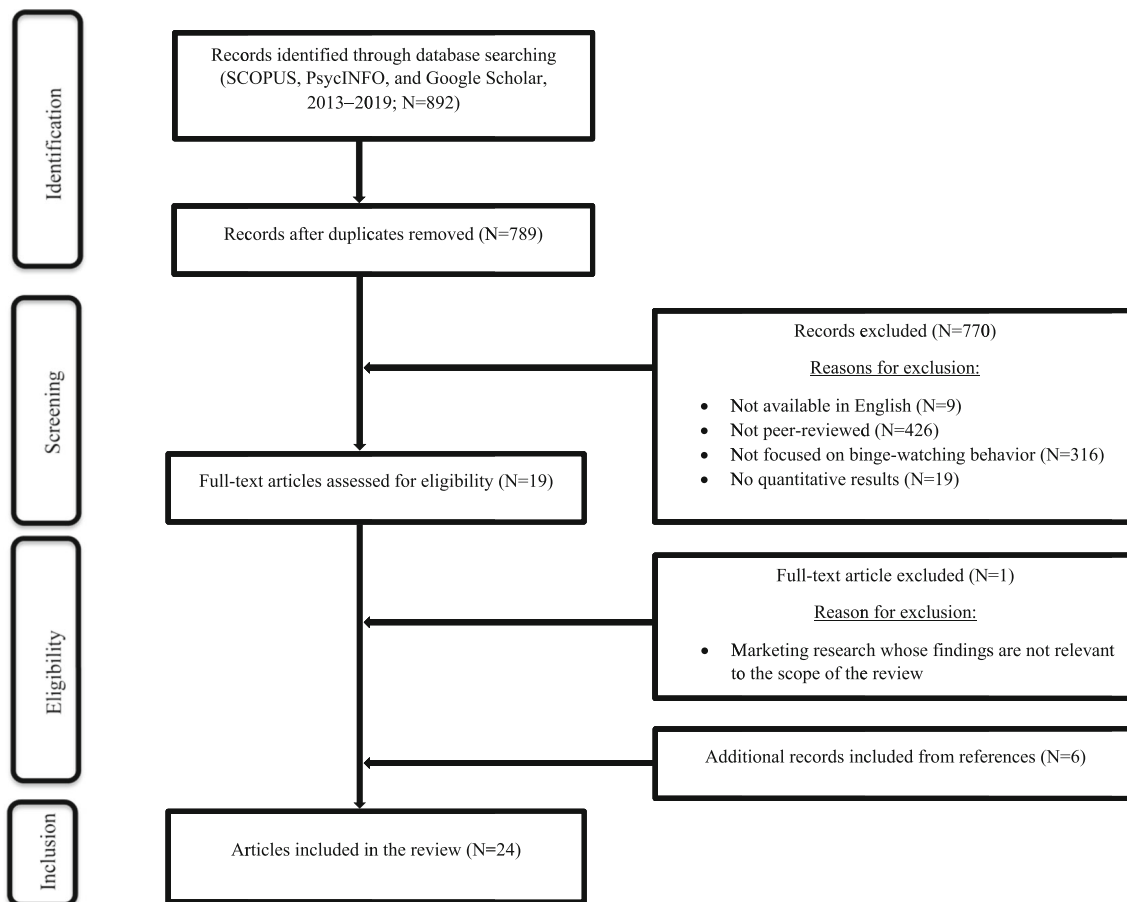 Identification
Records identified through database searching
(SCOPUS, PsycINFO, and Google Scholar,
2013–2019; N=892)
Records after duplicates removed (N=789)
Screening
Records excluded (N=770)
Reasons for exclusion:
• Not available in English (N=9)
• Not peer-reviewed (N=426)
• Not focused on binge-watching behavior (N=316)
• No quantitative results (N=19)
Full-text articles assessed for eligibility (N=19)
Eligibility
Full-text article excluded (N=1)
Reason for exclusion:
• Marketing research whose findings are not relevant
to the scope of the review
Additional records included from references (N=6)
Inclusion
Articles included in the review (N=24)